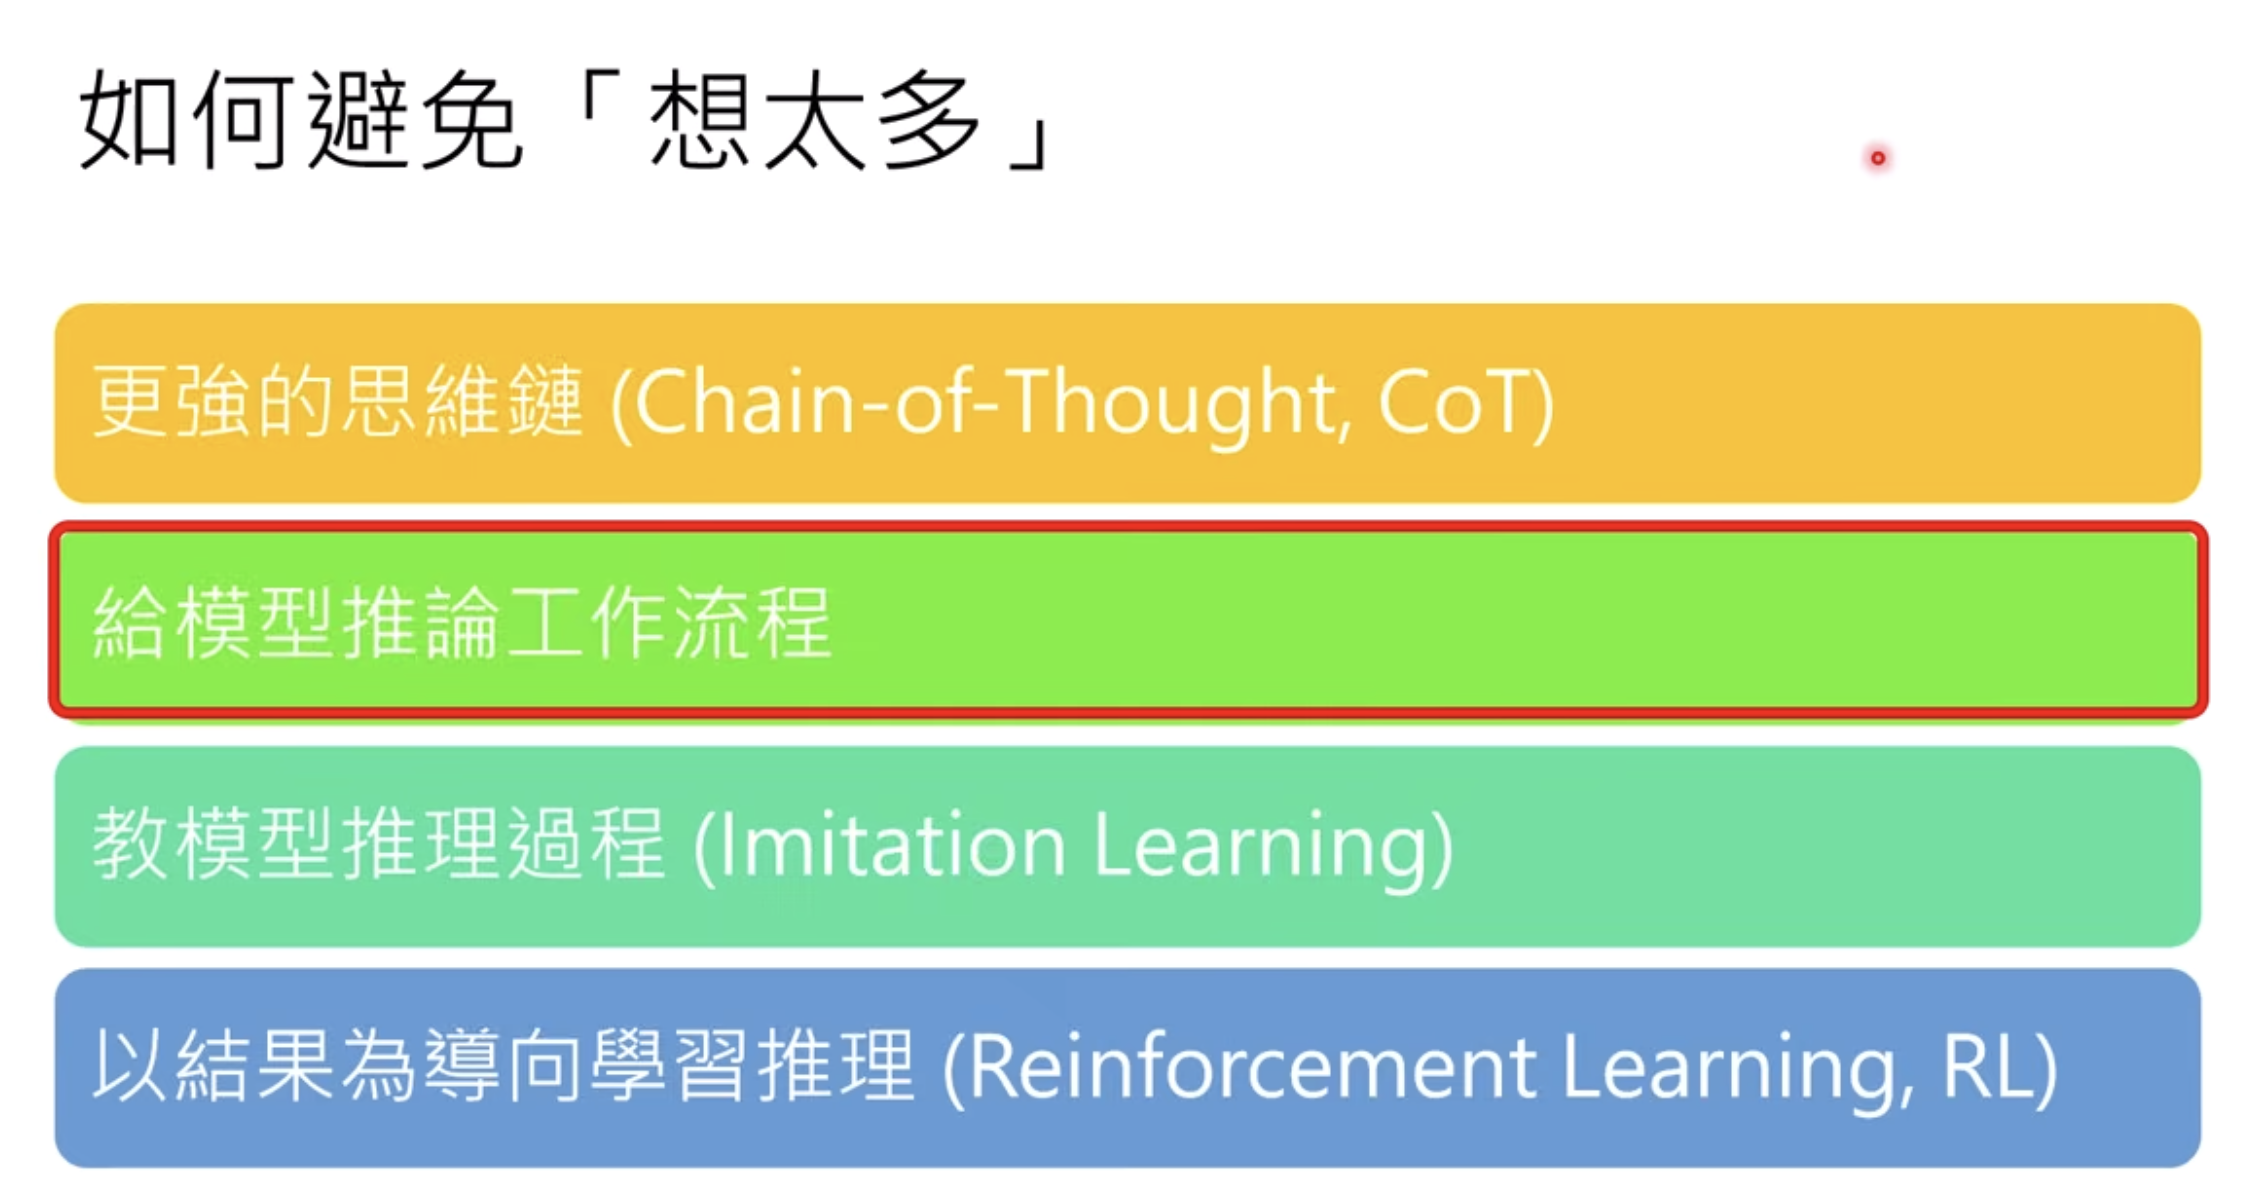 如何避免「想太多」
更強的思維鏈 (Chain-of-Thought, CoT)
給模型推論工作流程
教模型推理過程 (Imitation Learning)
以結果為導向學習推理 (Reinforcement Learning, RL)